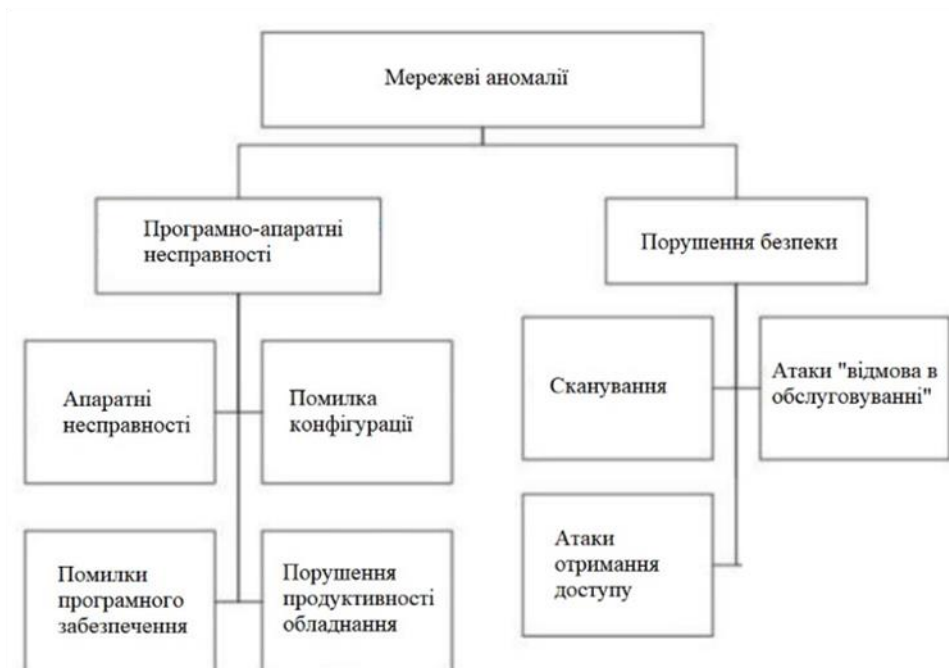 Мережеві аномалії
Програмно-апаратні
несправності
Порушення безпеки
Апаратні
несправності
Помилка
конфігурації
Сканування
Атаки "відмова в
обслуговуванні"
Помилки
програмного
забезпечення
Порушення
продуктивності
обладнання
Атаки
отримання
доступу